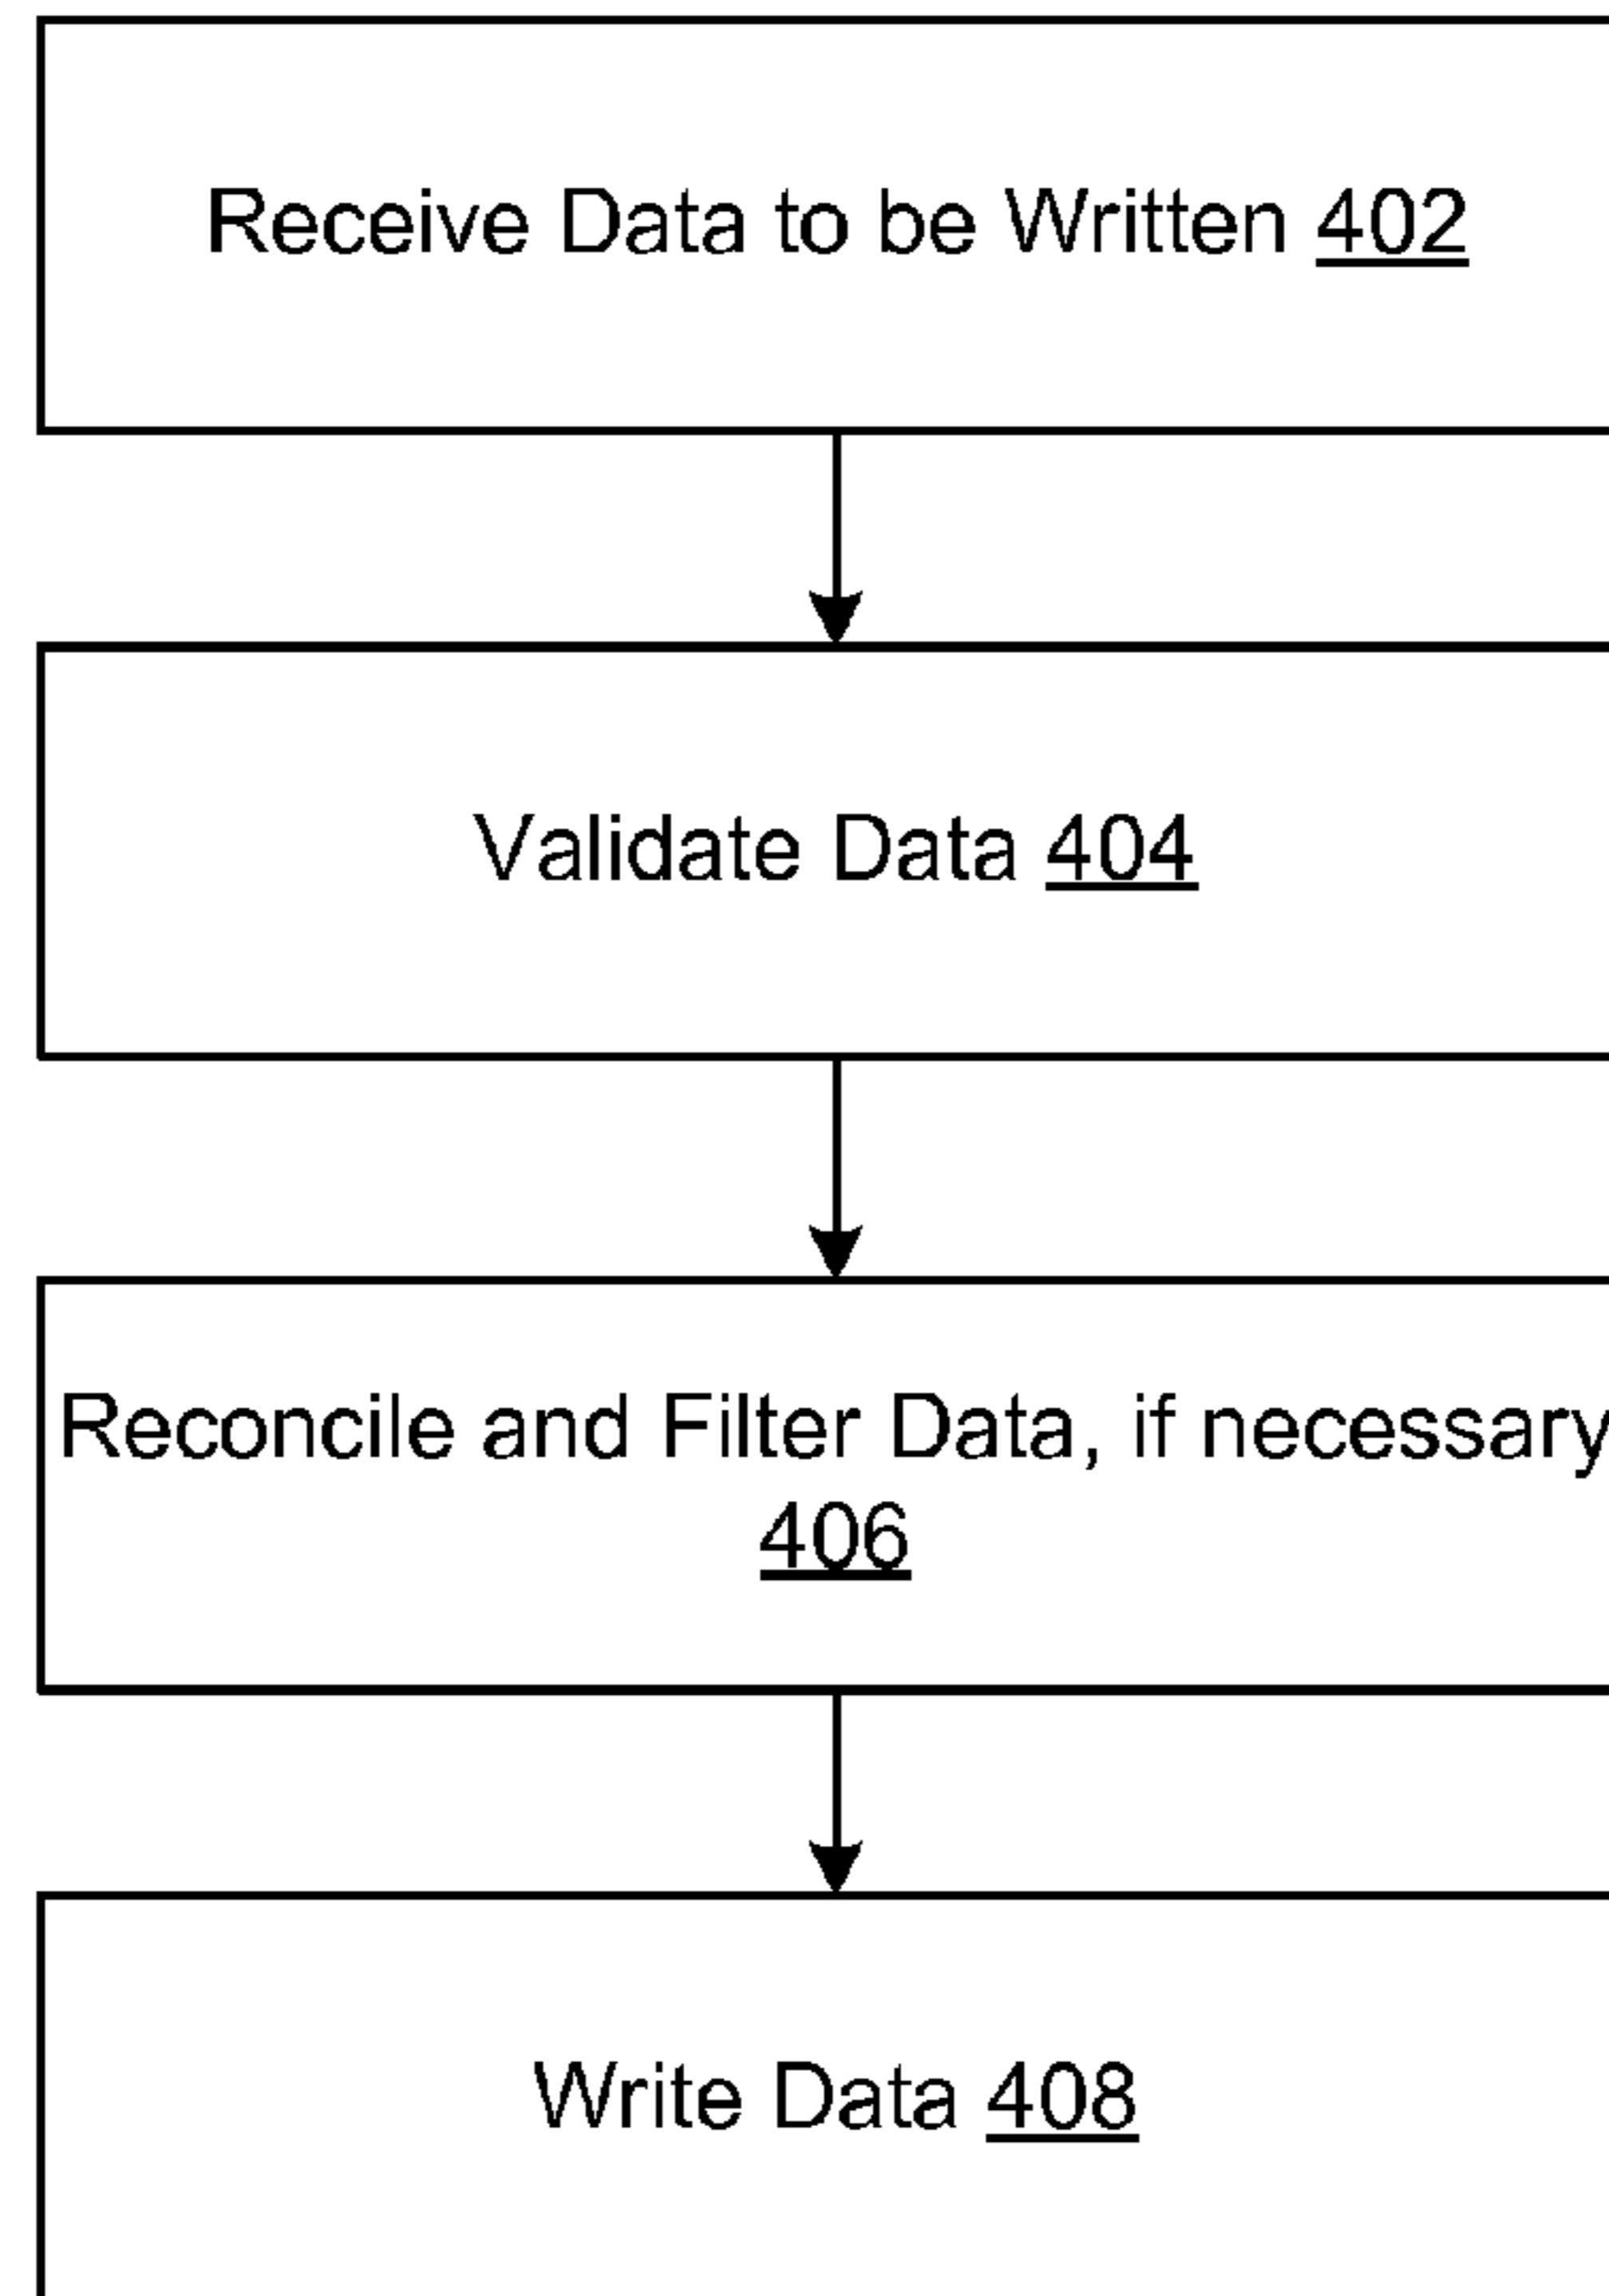 Receive Data to be Written 402
Validate Data 404
Reconcile and Filter Data, if necessary
406
Write Data 408